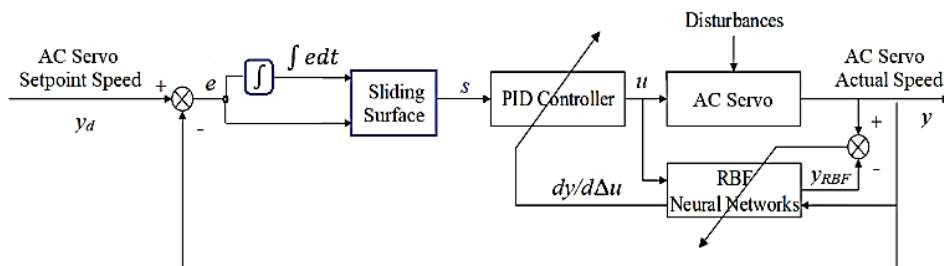 Disturbances
AC Servo
Setpoint Speed
AC Servo
Actual Speed
∫edt
+
e
∫
Sliding
Surface
s
PID Controller
u
AC Servo
y_d
-
y
+
-
RBF
Neural Networks
y_RBF
dy/dΔu